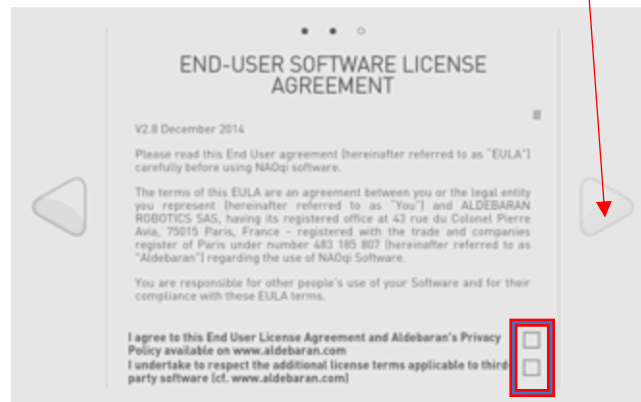 END-USER SOFTWARE LICENSE
AGREEMENT
V2.8 December 2014
Please read this End User agreement (hereinafter referred to as "EULA")
carefully before using NAOqi software.
The terms of this EULA are an agreement between you or the legal entity
you represent (hereinafter referred to as "You") and ALDEBARAN
ROBOTICS SAS, having its registered office at 43 rue du Colonel Pierre
Avia, 75015 Paris, France - registered with the trade and companies
register of Paris under number 483 185 807 (hereinafter referred to as
"Aldebaran") regarding the use of NAOqi Software.
You are responsible for other people's use of your Software and for their
compliance with these EULA terms.
I agree to this End User License Agreement and Aldebaran's Privacy
Policy available on www.aldebaran.com
I undertake to respect the additional license terms applicable to third-
party software (cf. www.aldebaran.com)